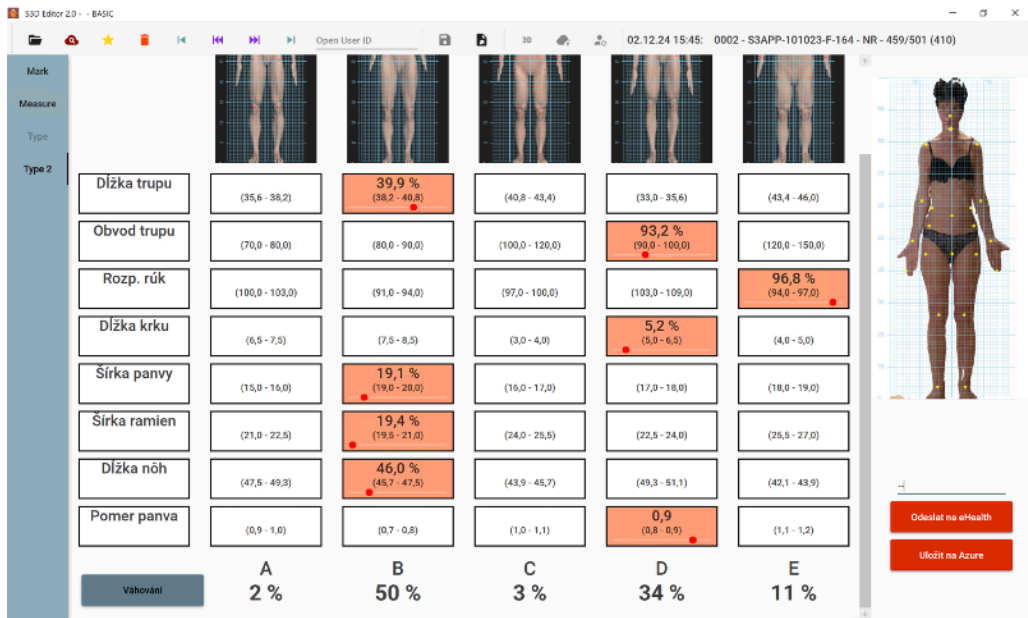 S3D Editor 2.0 - - BASIC
Open User ID
3D
02.12.24 15:45: 0002 - S3APP-101023-F-164 - NR - 459/501 (410)
Mark
Measure
Type
Type 2
Dĺžka trupu
(35,6 - 38,2)
39,9 %
(38,2 - 40,8)
(40,8 - 43,4)
(33,0 - 35,6)
(43,4 - 46,0)
Obvod trupu
(70,0 - 80,0)
(80,0 - 90,0)
(100,0 - 120,0)
93,2 %
(90,0 - 100,0)
(120,0 - 150,0)
Rozp. rúk
(100,0 - 103,0)
(91,0 - 94,0)
(97,0 - 100,0)
(103,0 - 109,0)
96,8 %
(94,0 - 97,0)
Dĺžka krku
(6,5 - 7,5)
(7,5 - 8,5)
(3,0 - 4,0)
5,2 %
(5,0 - 6,5)
(4,0 - 5,0)
Šírka panvy
(15,0 - 16,0)
19,1 %
(19,0 - 20,0)
(16,0 - 17,0)
(17,0 - 18,0)
(18,0 - 19,0)
Šírka ramien
(21,0 - 22,5)
19,4 %
(19,5 - 21,0)
(24,0 - 25,5)
(22,5 - 24,0)
(25,5 - 27,0)
Dĺžka nôh
(47,5 - 49,3)
46,0 %
(45,7 - 47,5)
(43,9 - 45,7)
(49,3 - 51,1)
(42,1 - 43,9)
Pomer panva
(0,9 - 1,0)
(0,7 - 0,8)
(1,0 - 1,1)
0,9
(0,8 - 0,9)
(1,1 - 1,2)
Váhování
A
2 %
B
50 %
C
3 %
D
34 %
E
11 %
Odeslat na eHealth
Uložit na Azure